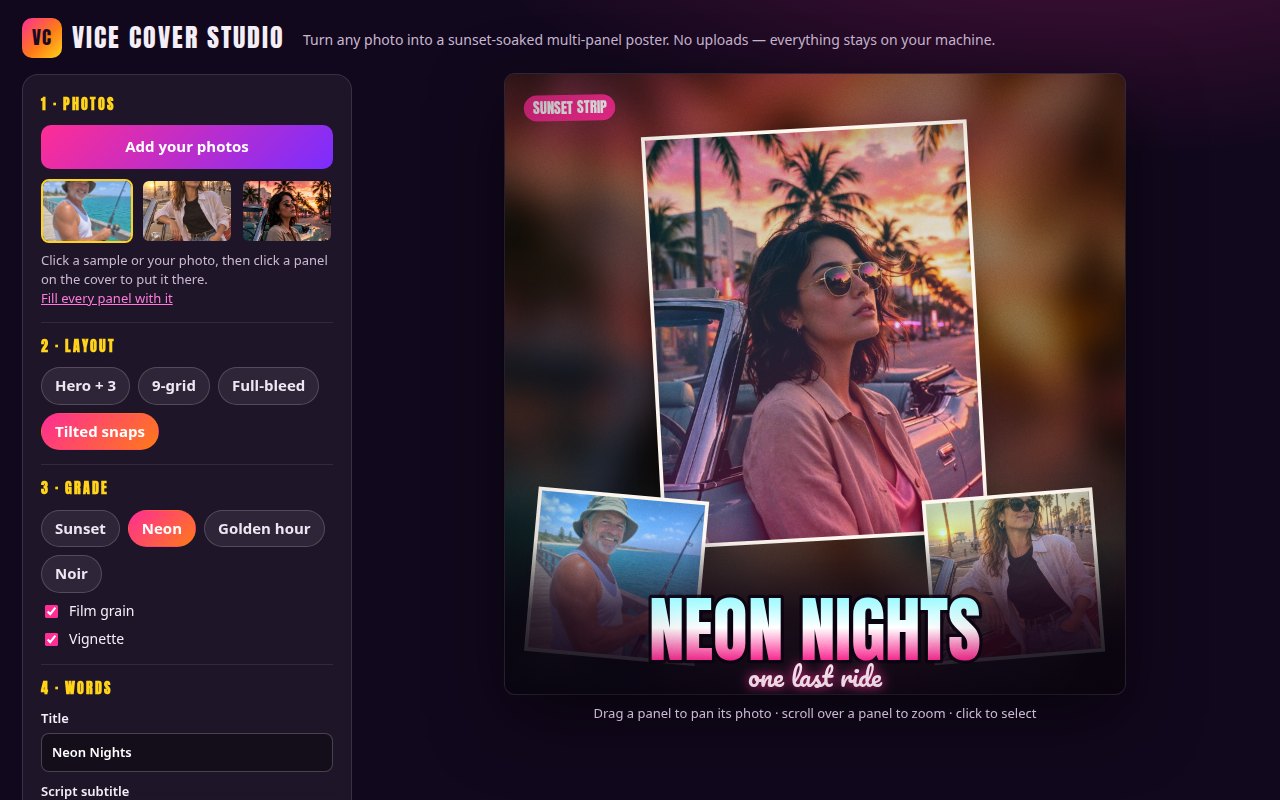 VC
VICE COVER STUDIO
Turn any photo into a sunset-soaked multi-panel poster. No uploads — everything stays on your machine.
1 · PHOTOS
Add your photos
Click a sample or your photo, then click a panel
on the cover to put it there.
Fill every panel with it
2 · LAYOUT
Hero + 3
9-grid
Full-bleed
Tilted snaps
3 · GRADE
Sunset
Neon
Golden hour
Noir
Film grain
Vignette
4 · WORDS
Title
Neon Nights
Script subtitle
SUNSET STRIP
NEON NIGHTS
one last ride
Drag a panel to pan its photo · scroll over a panel to zoom · click to select